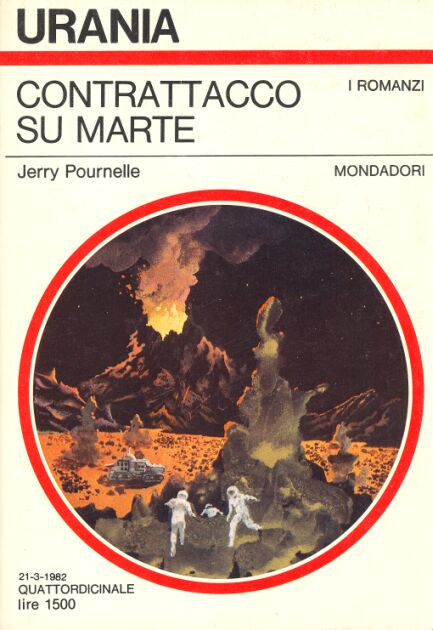 URANIA
CONTRATTACCO
SU MARTE
I ROMANZI
Jerry Pournelle
MONDADORI
21-3-1982
QUATTORDICINALE
lire 1500